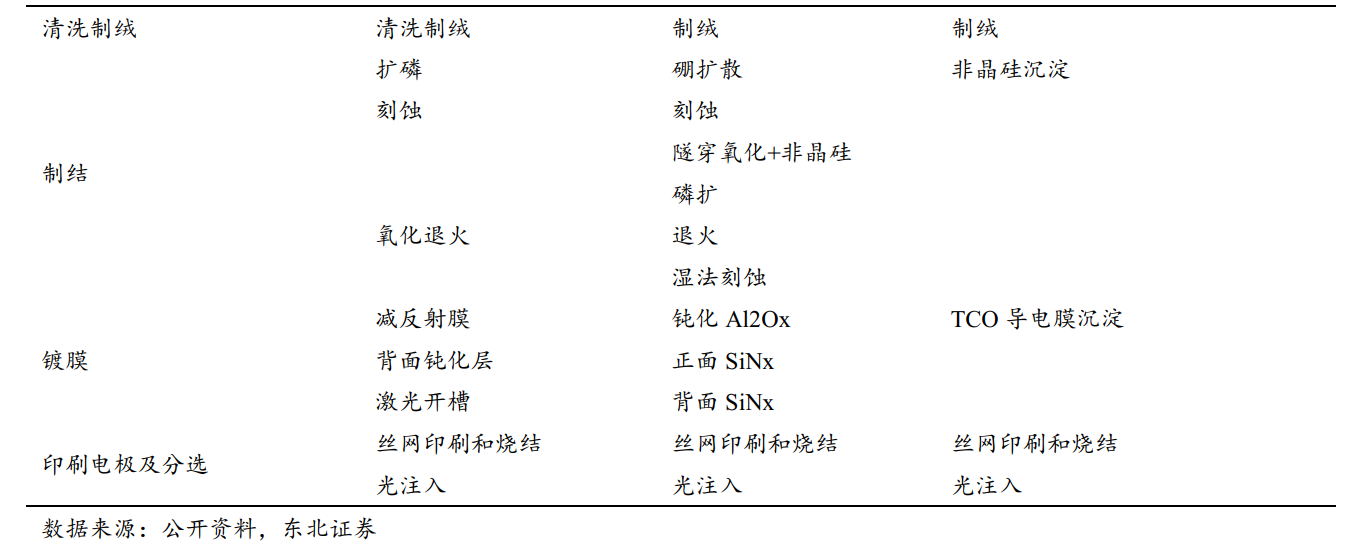 清洗制绒 清洗制绒 制绒 制绒
扩磷 硼扩散 非晶硅沉淀
刻蚀 刻蚀
隧穿氧化+非晶硅
制结
磷扩
氧化退火 退火
湿法刻蚀
减反射膜 钝化 Al2Ox TCO 导电膜沉淀
镀膜 背面钝化层 正面 SiNx
激光开槽 背面 SiNx
丝网印刷和烧结 丝网印刷和烧结 丝网印刷和烧结
印刷电极及分选
光注入 光注入 光注入
数据来源：公开资料，东北证券